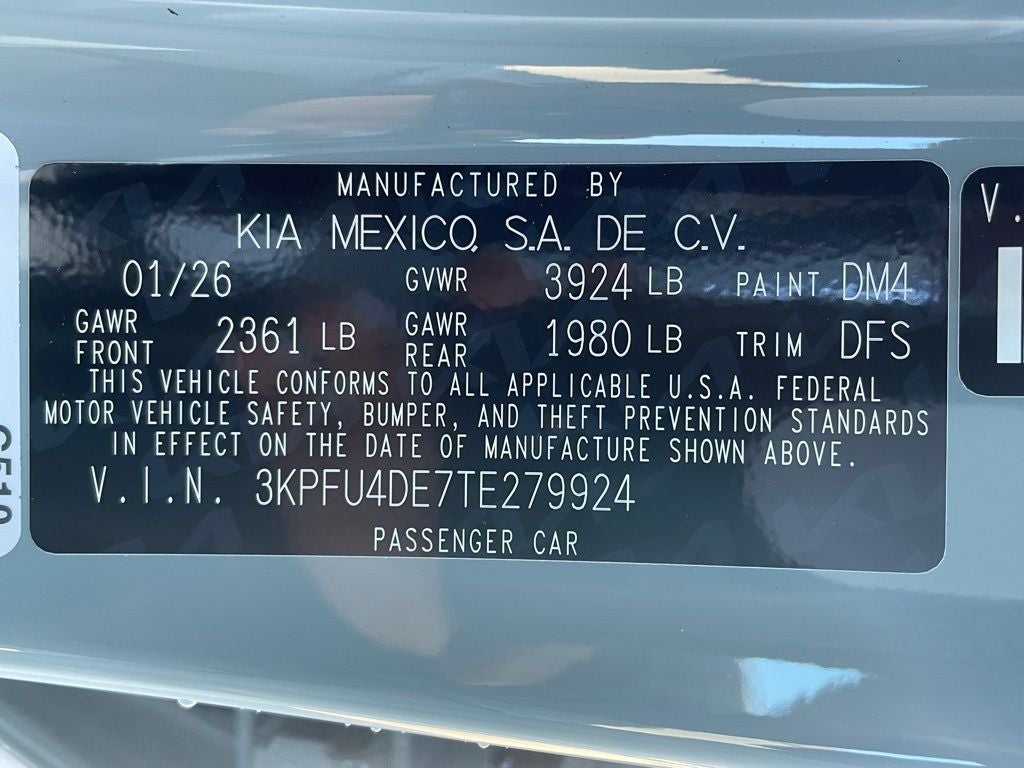 MANUFACTURED BY
KIA MEXICO, S.A. DE C.V.
01/26 GVWR 3924 LB PAINT DM4
GAWR FRONT 2361 LB GAWR REAR 1980 LB TRIM DFS
THIS VEHICLE CONFORMS TO ALL APPLICABLE U.S.A. FEDERAL
MOTOR VEHICLE SAFETY, BUMPER, AND THEFT PREVENTION STANDARDS
IN EFFECT ON THE DATE OF MANUFACTURE SHOWN ABOVE.
V.I.N. 3KPFU4DE7TE279924
PASSENGER CAR
V.